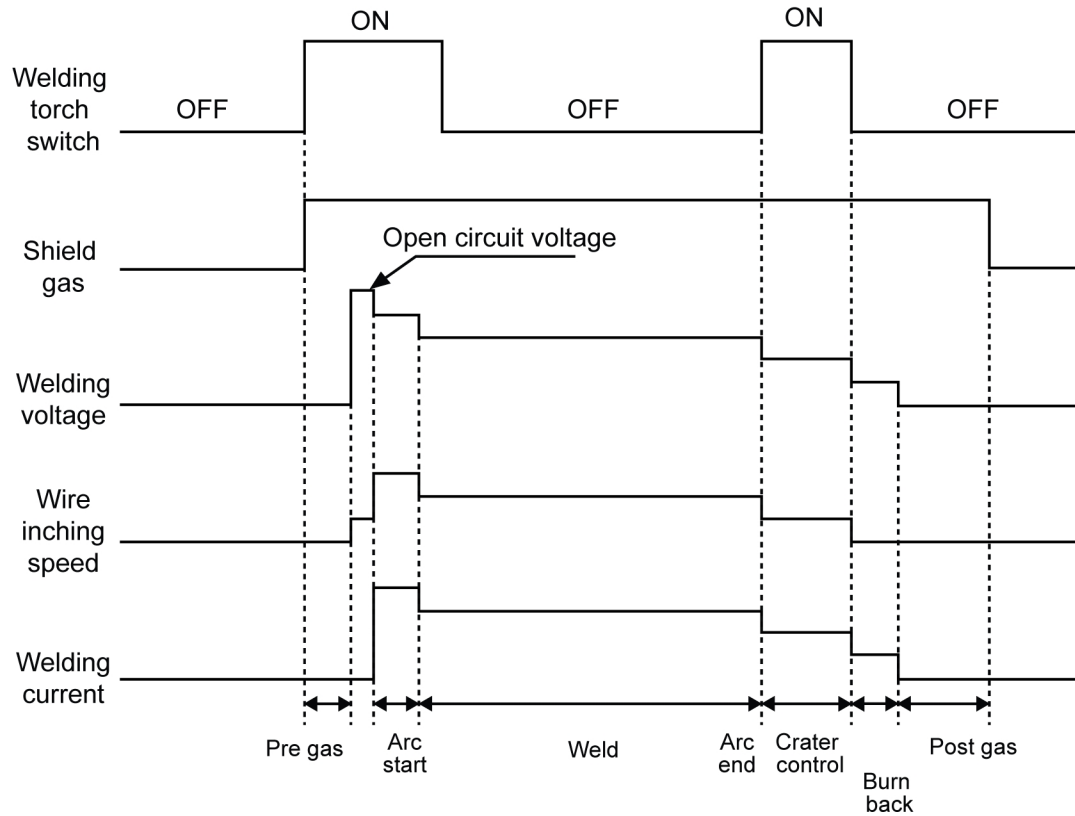 ON
ON
Welding
torch
switch
OFF
OFF
OFF
Shield
gas
Open circuit voltage
Welding
voltage
Wire
inching
speed
Welding
current
Pre gas
Arc
start
Weld
Arc
end
Crater
control
Burn
back
Post gas